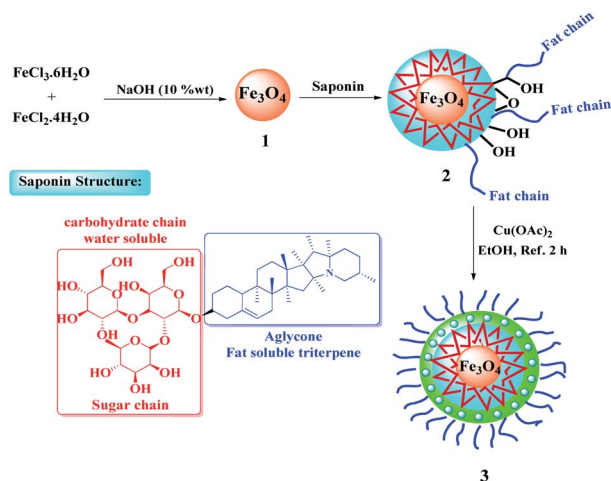 FeCl3.6H2O
+
FeCl2.4H2O
NaOH (10 %wt)
Fe3O4
1
Saponin
Fe3O4
OH
O
OH
OH
Fat chain
Fat chain
Fat chain
2
Saponin Structure:
carbohydrate chain
water soluble
OH
OH
HO
HO
HO
O
O
O
HO
O
O
O
HO
OH
OH
OH
Sugar chain
N
Aglycone
Fat soluble triterpene
Cu(OAc)2
EtOH, Ref. 2 h
Fe3O4
3